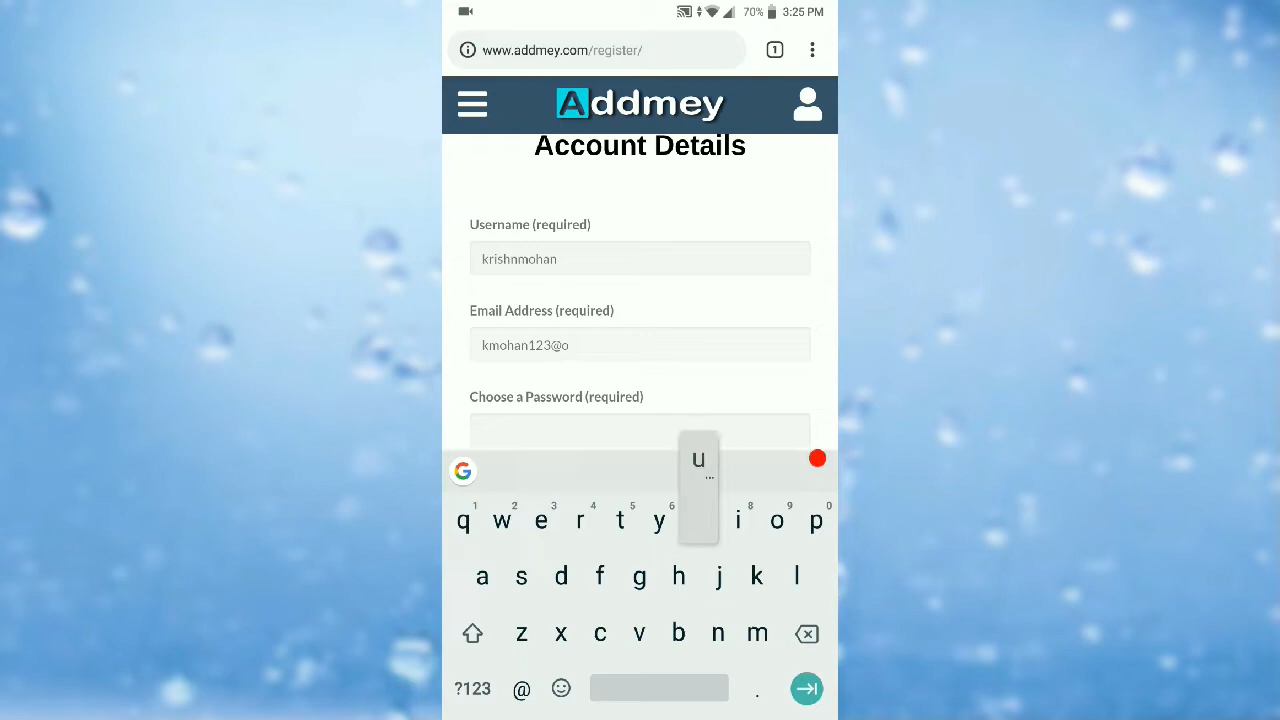 70% 3:25 PM
www.addmey.com/register/ 1
Addmey
Account Details
Username (required)
krishnmohan
Email Address (required)
kmohan123@o
Choose a Password (required)
u
...
G
1 2 3 4 5 6 8 9 0
q w e r t y i o p
a s d f g h j k l
z x c v b n m
?123 @ .